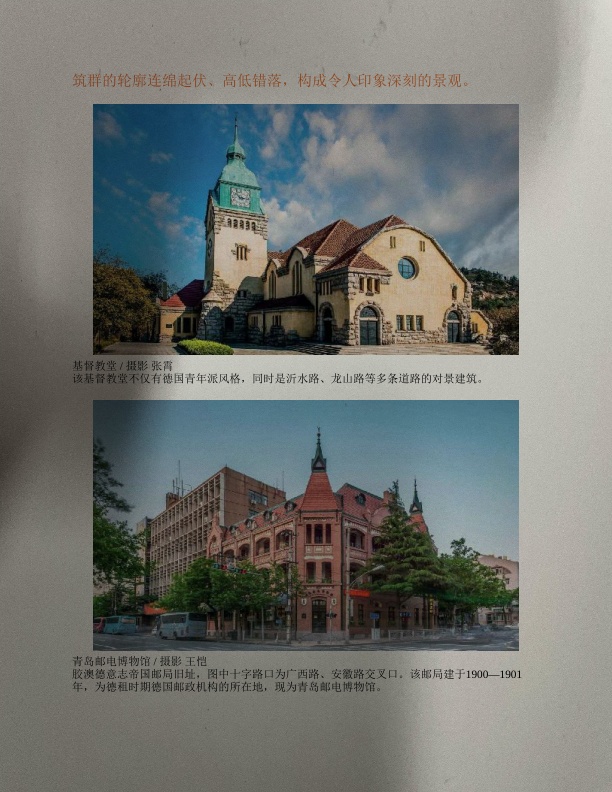 筑群的轮廓连绵起伏、高低错落，构成令人印象深刻的景观。
基督教堂 / 摄影 张霄
该基督教堂不仅有德国青年派风格，同时是沂水路、龙山路等多条道路的对景建筑。
青岛邮电博物馆 / 摄影 王恺
胶澳德意志帝国邮局旧址，图中十字路口为广西路、安徽路交叉口。该邮局建于1900—1901
年，为德租时期德国邮政机构的所在地，现为青岛邮电博物馆。